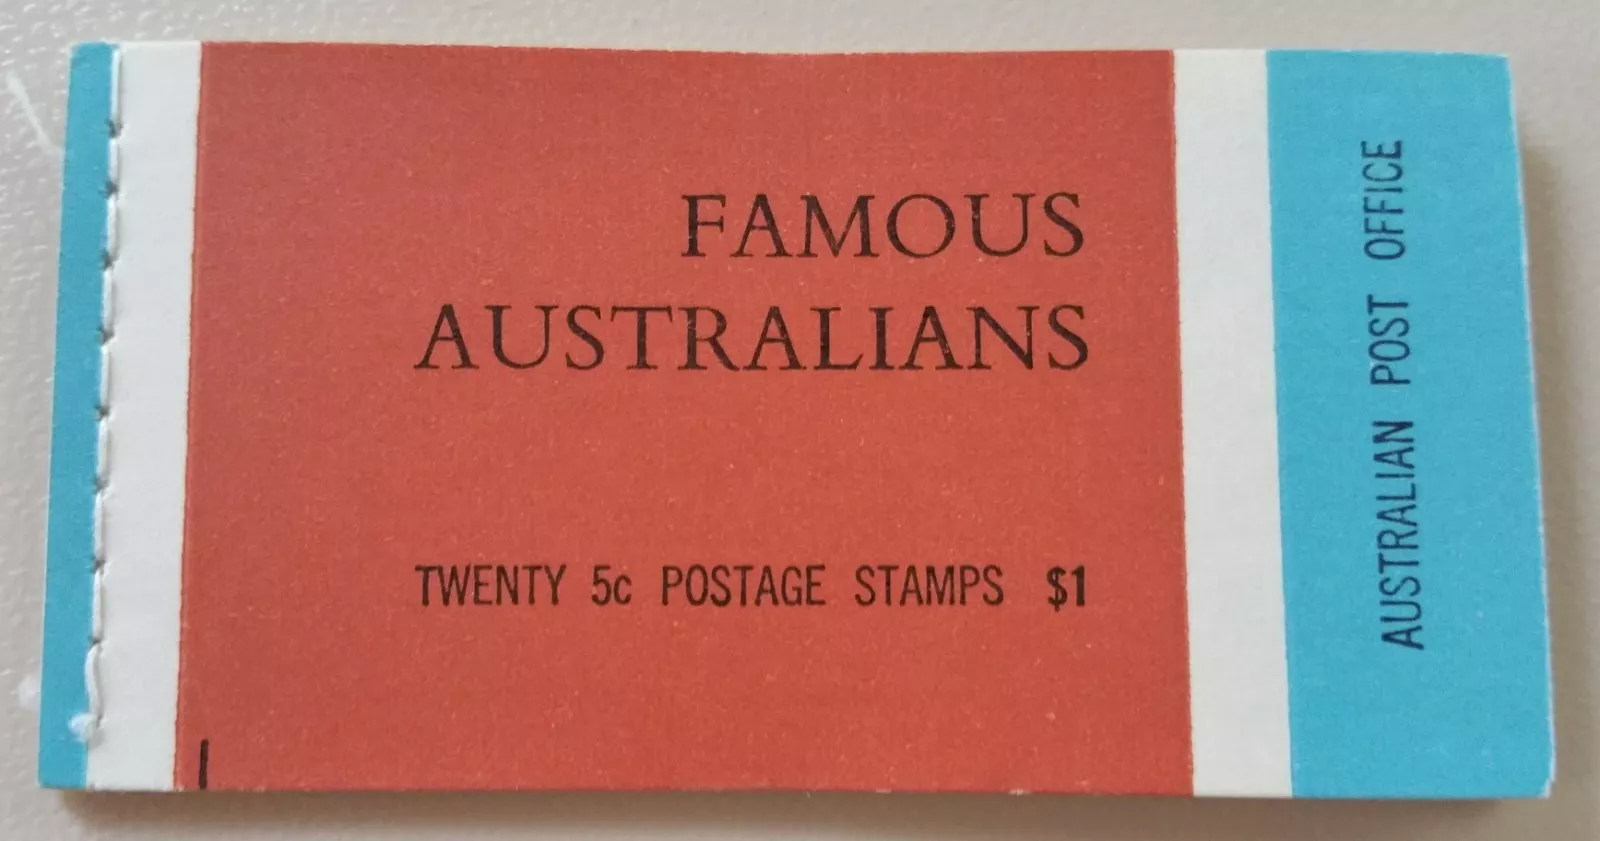 FAMOUS
AUSTRALIANS
TWENTY 5c POSTAGE STAMPS $1
AUSTRALIAN POST OFFICE